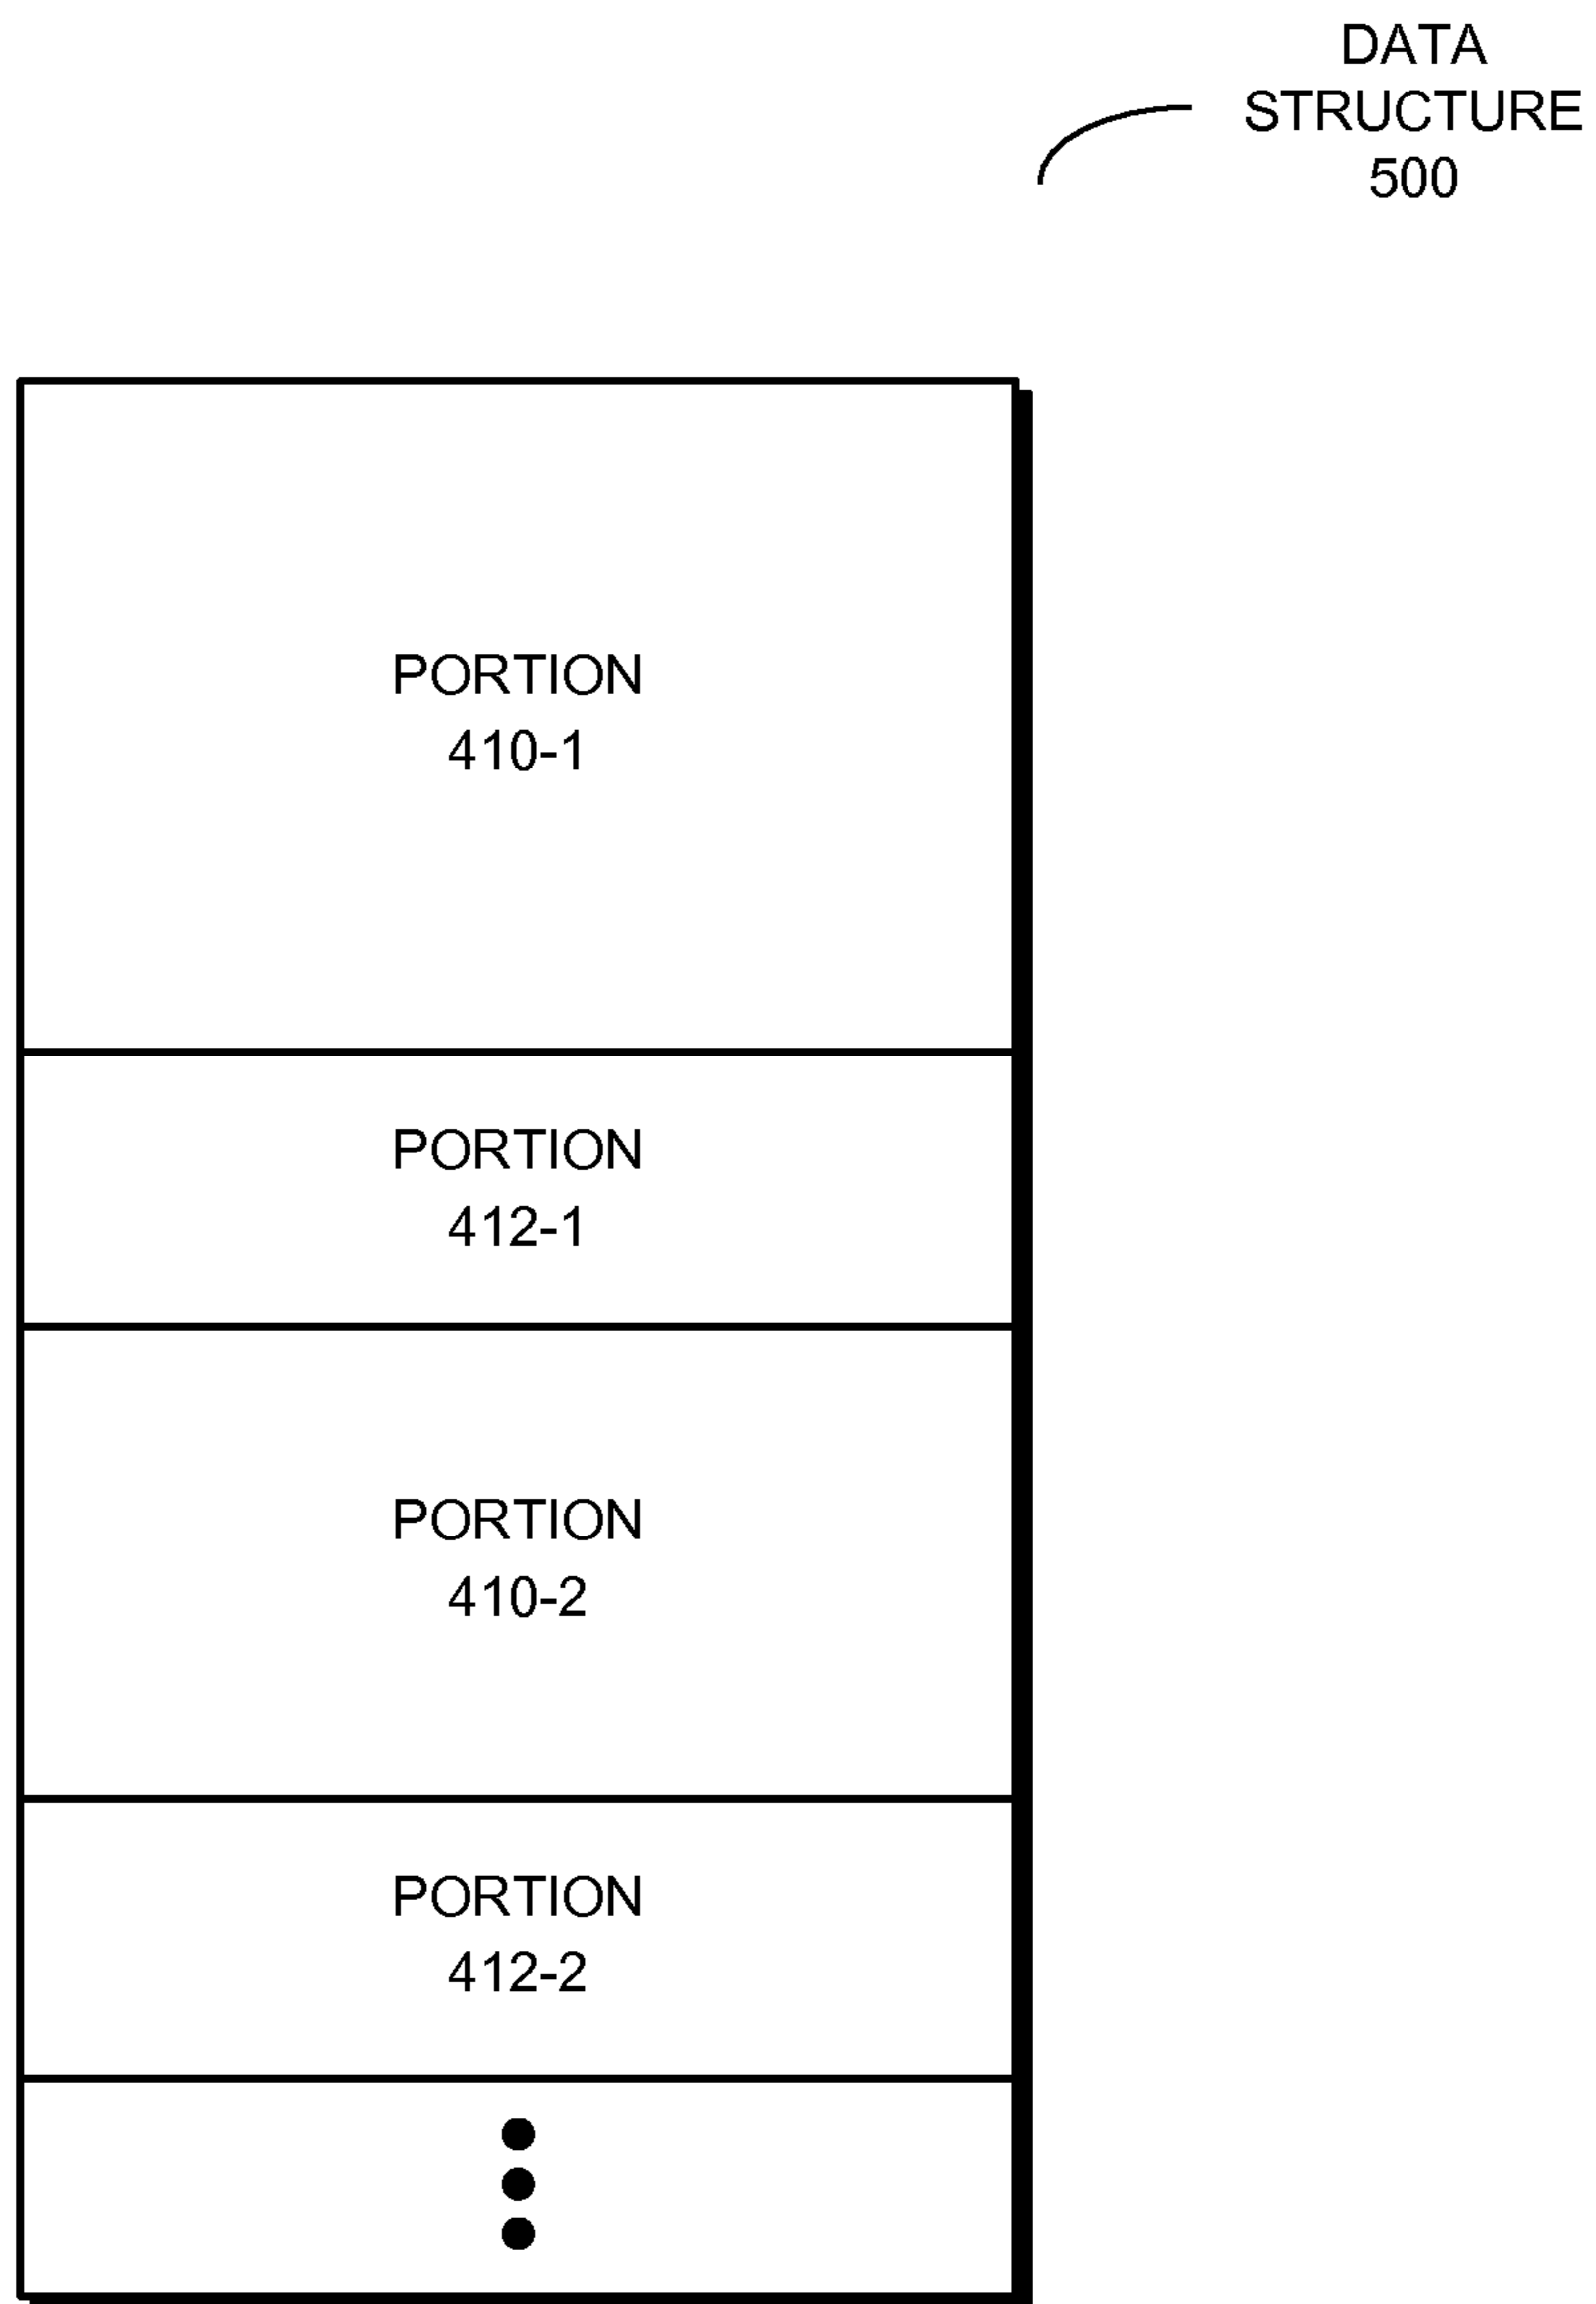 DATA
STRUCTURE
500
PORTION
410-1
PORTION
412-1
PORTION
410-2
PORTION
412-2